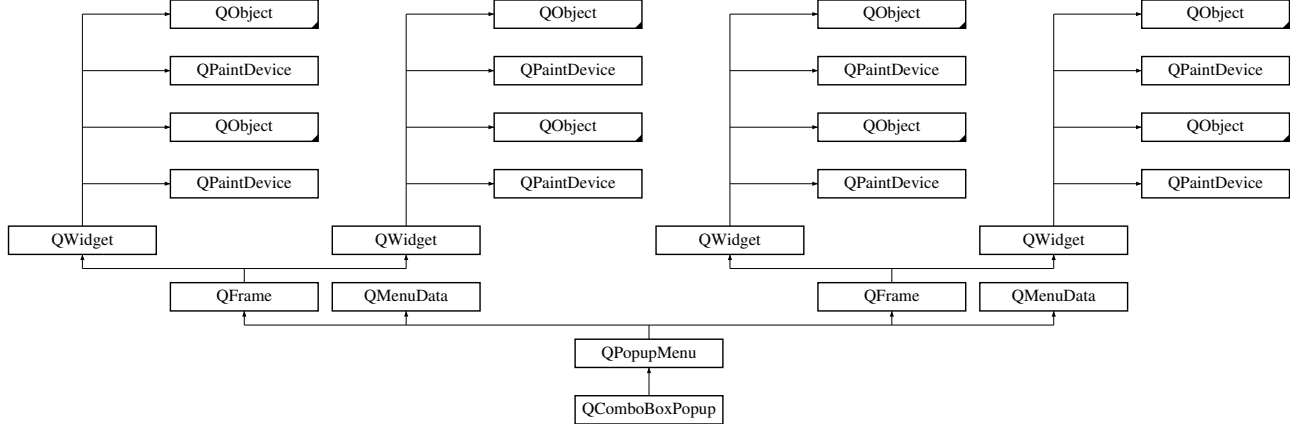 QObject QObject QObject QObject
QPaintDevice QPaintDevice QPaintDevice QPaintDevice
QObject QObject QObject QObject
QPaintDevice QPaintDevice QPaintDevice QPaintDevice
QWidget QWidget QWidget QWidget
QFrame QMenuData QFrame QMenuData
QPopupMenu
QComboBoxPopup